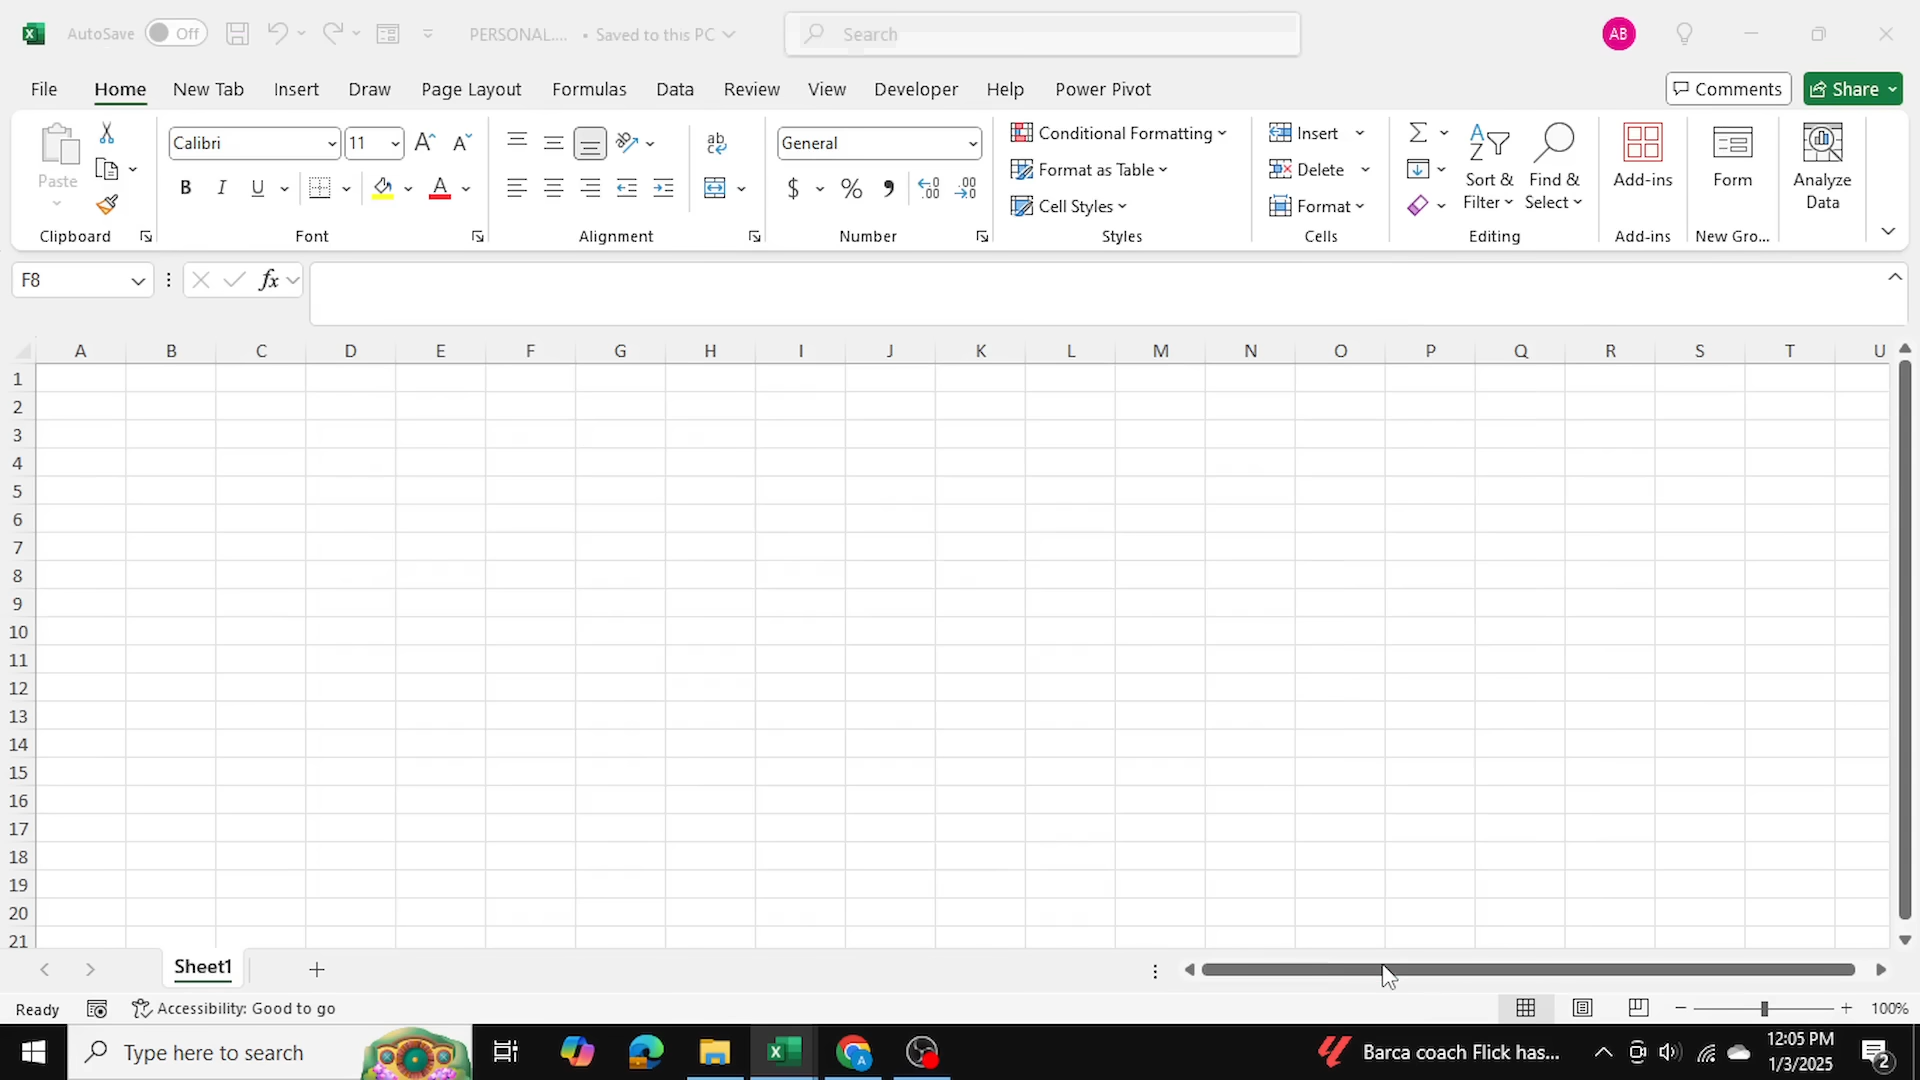 AutoSave Off PERSONAL.... • Saved to this PC Search AB
File Home New Tab Insert Draw Page Layout Formulas Data Review View Developer Help Power Pivot Comments Share
Paste Calibri 11 General Conditional Formatting Insert Sort & Filter Find & Select Add-ins Form Analyze Data
Format as Table Delete
B I U $ % Cell Styles Format
Clipboard Font Alignment Number Styles Cells Editing Add-ins New Gro...
F8 fx
A B C D E F G H I J K L M N O P Q R S T U
1
2
3
4
5
6
7
8
9
10
11
12
13
14
15
16
17
18
19
20
21
Sheet1
Ready Accessibility: Good to go 100%
Type here to search Barca coach Flick has... 12:05 PM
1/3/2025 2